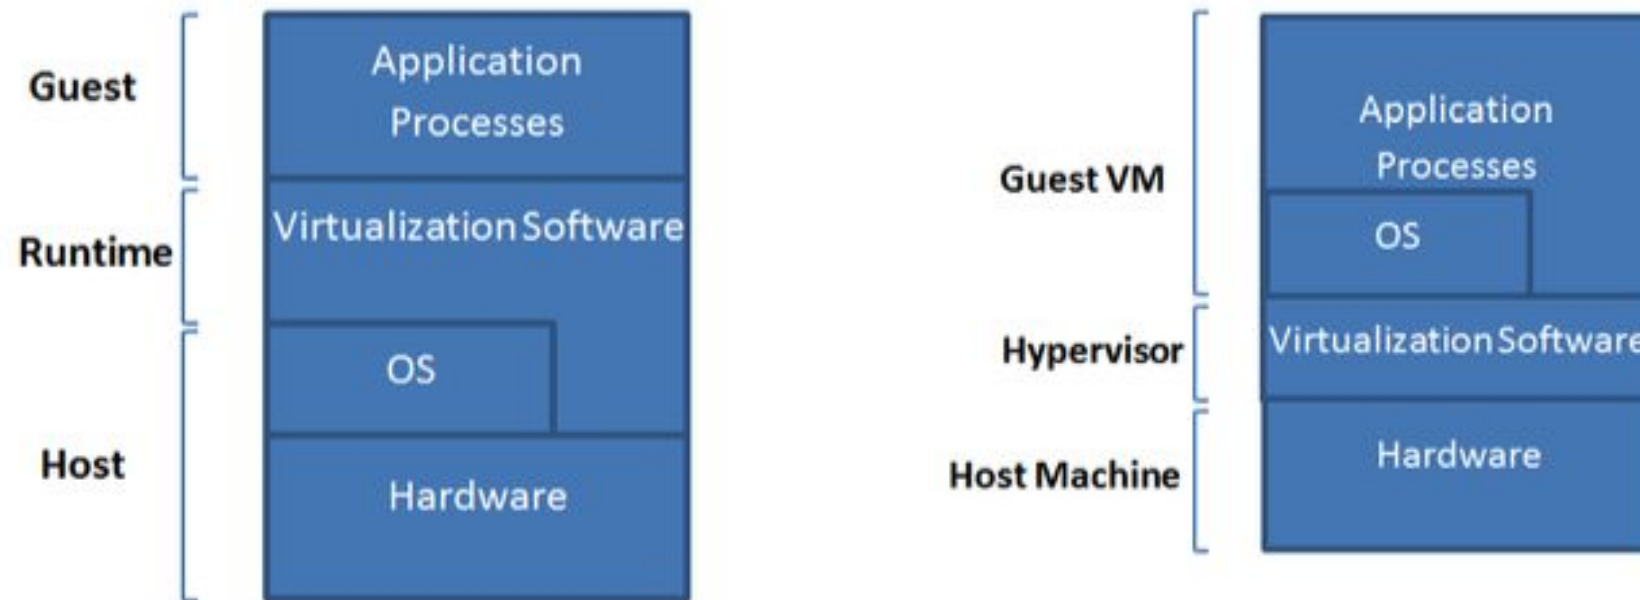 Guest
Application
Processes
Runtime
Virtualization Software
Host
OS
Hardware
Guest VM
Application
Processes
OS
Hypervisor
Virtualization Software
Host Machine
Hardware